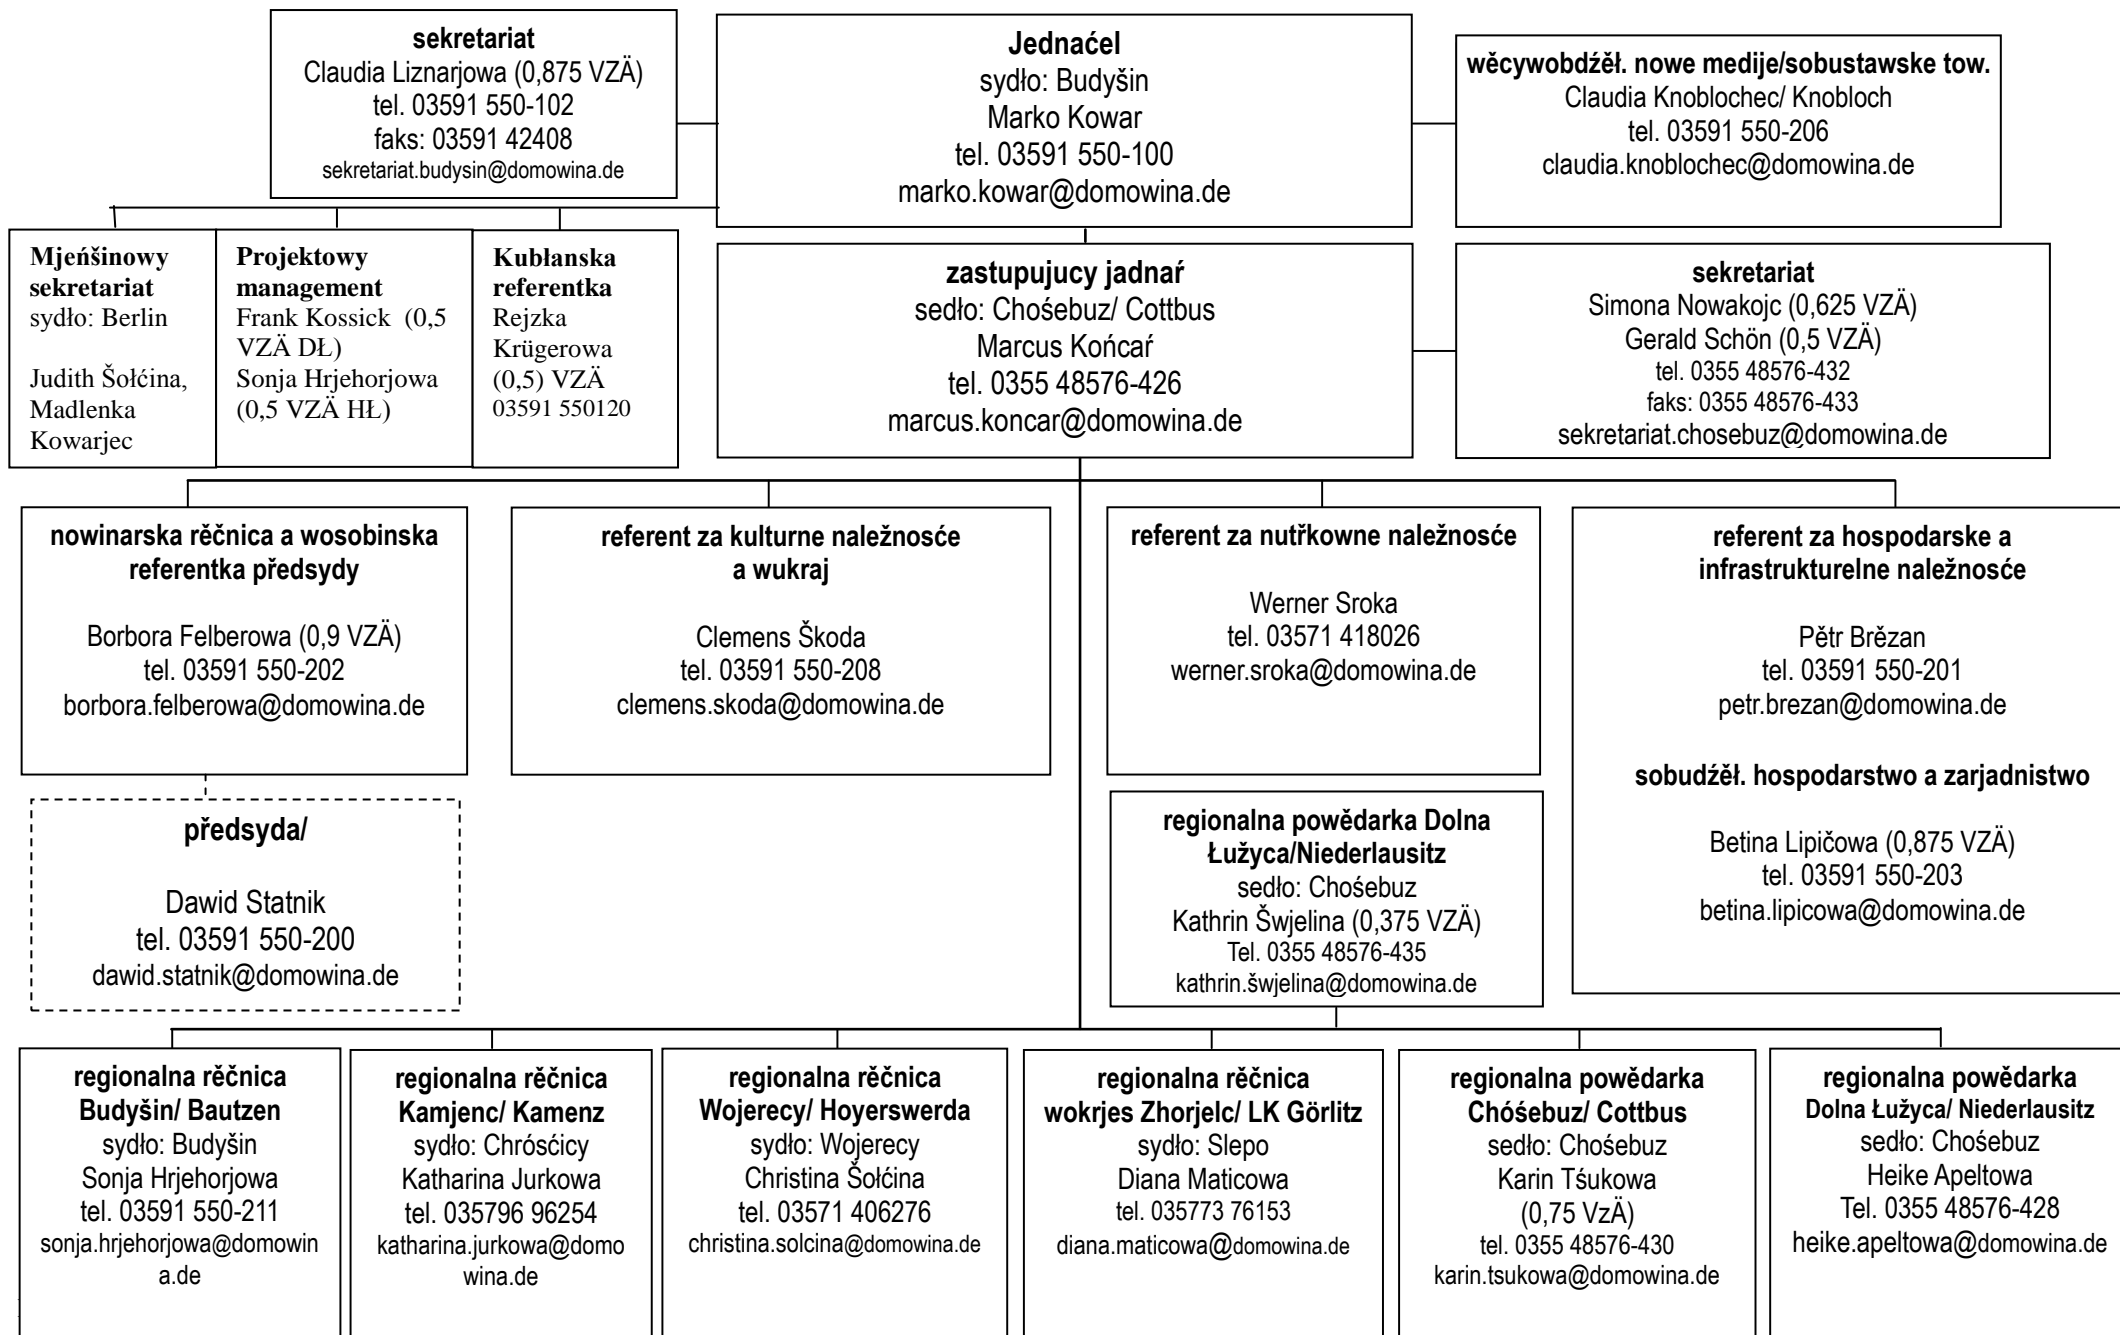 sekretariat
Claudia Liznarjowa (0,875 VZÄ)
tel. 03591 550-102
faks: 03591 42408
sekretariat.budysin@domowina.de
Jednaćel
sydło: Budyšin
Marko Kowar
tel. 03591 550-100
marko.kowar@domowina.de
wěcywobdźěł. nowe medije/sobustawske tow.
Claudia Knoblochec/ Knobloch
tel. 03591 550-206
claudia.knoblochec@domowina.de
Mjeńšinowy
sekretariat
sydło: Berlin
Judith Šołćina,
Madlenka
Kowarjec
Projektowy
management
Frank Kossick (0,5
VZÄ DŁ)
Sonja Hrjehorjowa
(0,5 VZÄ HŁ)
Kubłanska
referentka
Rejzka
Krügerowa
(0,5) VZÄ
03591 550120
zastupujucy jadnaŕ
sedło: Chośebuz/ Cottbus
Marcus Końcaŕ
tel. 0355 48576-426
marcus.koncar@domowina.de
sekretariat
Simona Nowakojc (0,625 VZÄ)
Gerald Schön (0,5 VZÄ)
tel. 0355 48576-432
faks: 0355 48576-433
sekretariat.chosebuz@domowina.de
nowinarska rěčnica a wosobinska
referentka předsydy
Borbora Felberowa (0,9 VZÄ)
tel. 03591 550-202
borbora.felberowa@domowina.de
referent za kulturne naležnosće
a wukraj
Clemens Škoda
tel. 03591 550-208
clemens.skoda@domowina.de
referent za nutřkowne naležnosće
Werner Sroka
tel. 03571 418026
werner.sroka@domowina.de
referent za hospodarske a
infrastrukturelne naležnosće
Pětr Brězan
tel. 03591 550-201
petr.brezan@domowina.de
sobudźěł. hospodarstwo a zarjadnistwo
Betina Lipičowa (0,875 VZÄ)
tel. 03591 550-203
betina.lipicowa@domowina.de
předsyda/
Dawid Statnik
tel. 03591 550-200
dawid.statnik@domowina.de
regionalna powědarka Dolna
Łužyca/Niederlausitz
sedło: Chośebuz
Kathrin Šwjelina (0,375 VZÄ)
Tel. 0355 48576-435
kathrin.šwjelina@domowina.de
regionalna rěčnica
Budyšin/ Bautzen
sydło: Budyšin
Sonja Hrjehorjowa
tel. 03591 550-211
sonja.hrjehorjowa@domowin
a.de
regionalna rěčnica
Kamjenc/ Kamenz
sydło: Chrósćicy
Katharina Jurkowa
tel. 035796 96254
katharina.jurkowa@domo
wina.de
regionalna rěčnica
Wojerecy/ Hoyerswerda
sydło: Wojerecy
Christina Šołćina
tel. 03571 406276
christina.solcina@domowina.de
regionalna rěčnica
wokrjes Zhorjelc/ LK Görlitz
sydło: Slepo
Diana Maticowa
tel. 035773 76153
diana.maticowa@domowina.de
regionalna powědarka
Chóśebuz/ Cottbus
sedło: Chośebuz
Karin Tśukowa
(0,75 VzÄ)
tel. 0355 48576-430
karin.tsukowa@domowina.de
regionalna powědarka
Dolna Łužyca/ Niederlausitz
sedło: Chośebuz
Heike Apeltowa
Tel. 0355 48576-428
heike.apeltowa@domowina.de